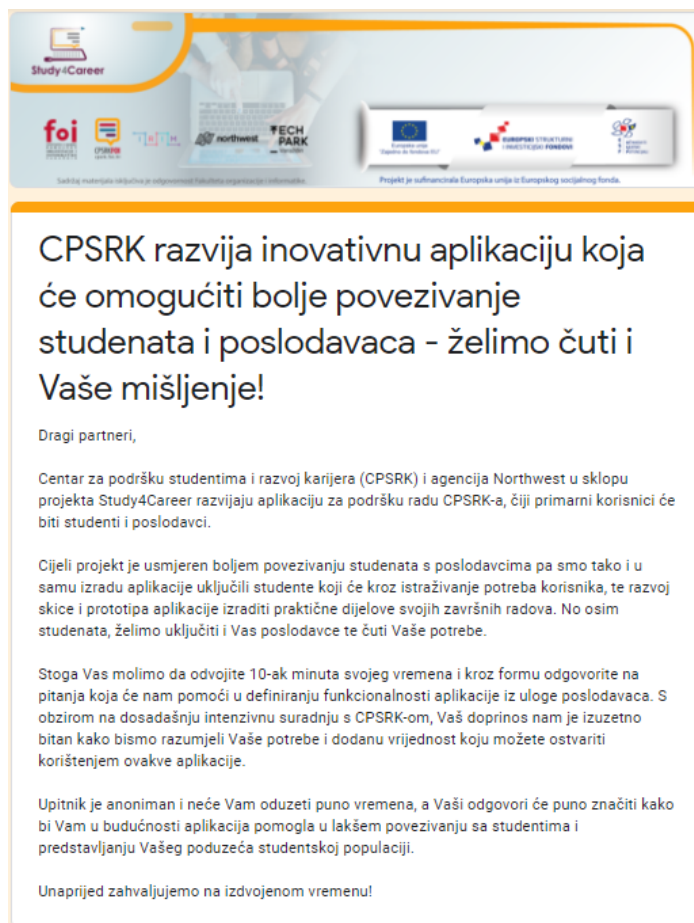 Study4Career
foi
northwest
TECH
PARK
Europska unija
"Zajedno do fondova EU"
EUROPSKI STRUKTURNI
I INVESTICIJSKI FONDOVI
Sadržaj materijala isključiva je odgovornost Fakulteta organizacije i informatike.
Projekt je sufinancirala Europska unija iz Europskog socijalnog fonda.
CPSRK razvija inovativnu aplikaciju koja
će omogućiti bolje povezivanje
studenata i poslodavaca - želimo čuti i
Vaše mišljenje!
Dragi partneri,
Centar za podršku studentima i razvoj karijera (CPSRK) i agencija Northwest u sklopu
projekta Study4Career razvijaju aplikaciju za podršku radu CPSRK-a, čiji primarni korisnici će
biti studenti i poslodavci.
Cijeli projekt je usmjeren boljem povezivanju studenata s poslodavcima pa smo tako i u
samu izradu aplikacije uključili studente koji će kroz istraživanje potreba korisnika, te razvoj
skice i prototipa aplikacije izraditi praktične dijelove svojih završnih radova. No osim
studenata, želimo uključiti i Vas poslodavce te čuti Vaše potrebe.
Stoga Vas molimo da odvojite 10-ak minuta svojeg vremena i kroz formu odgovorite na
pitanja koja će nam pomoći u definiranju funkcionalnosti aplikacije iz uloge poslodavaca. S
obzirom na dosadašnju intenzivnu suradnju s CPSRK-om, Vaš doprinos nam je izuzetno
bitan kako bismo razumjeli Vaše potrebe i dodanu vrijednost koju možete ostvariti
korištenjem ovakve aplikacije.
Upitnik je anoniman i neće Vam oduzeti puno vremena, a Vaši odgovori će puno značiti kako
bi Vam u budućnosti aplikacija pomogla u lakšem povezivanju sa studentima i
predstavljanju Vašeg poduzeća studentskoj populaciji.
Unaprijed zahvaljujemo na izdvojenom vremenu!